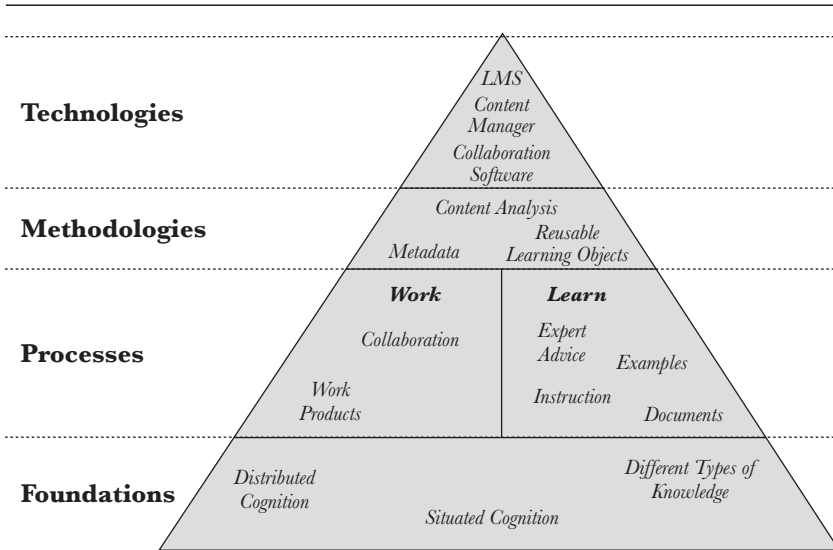 Technologies
LMS
Content
Manager
Collaboration
Software
Methodologies
Content Analysis
Metadata
Reusable
Learning Objects
Processes
Work
Collaboration
Work
Products
Learn
Expert
Advice
Examples
Instruction
Documents
Foundations
Distributed
Cognition
Situated Cognition
Different Types of
Knowledge